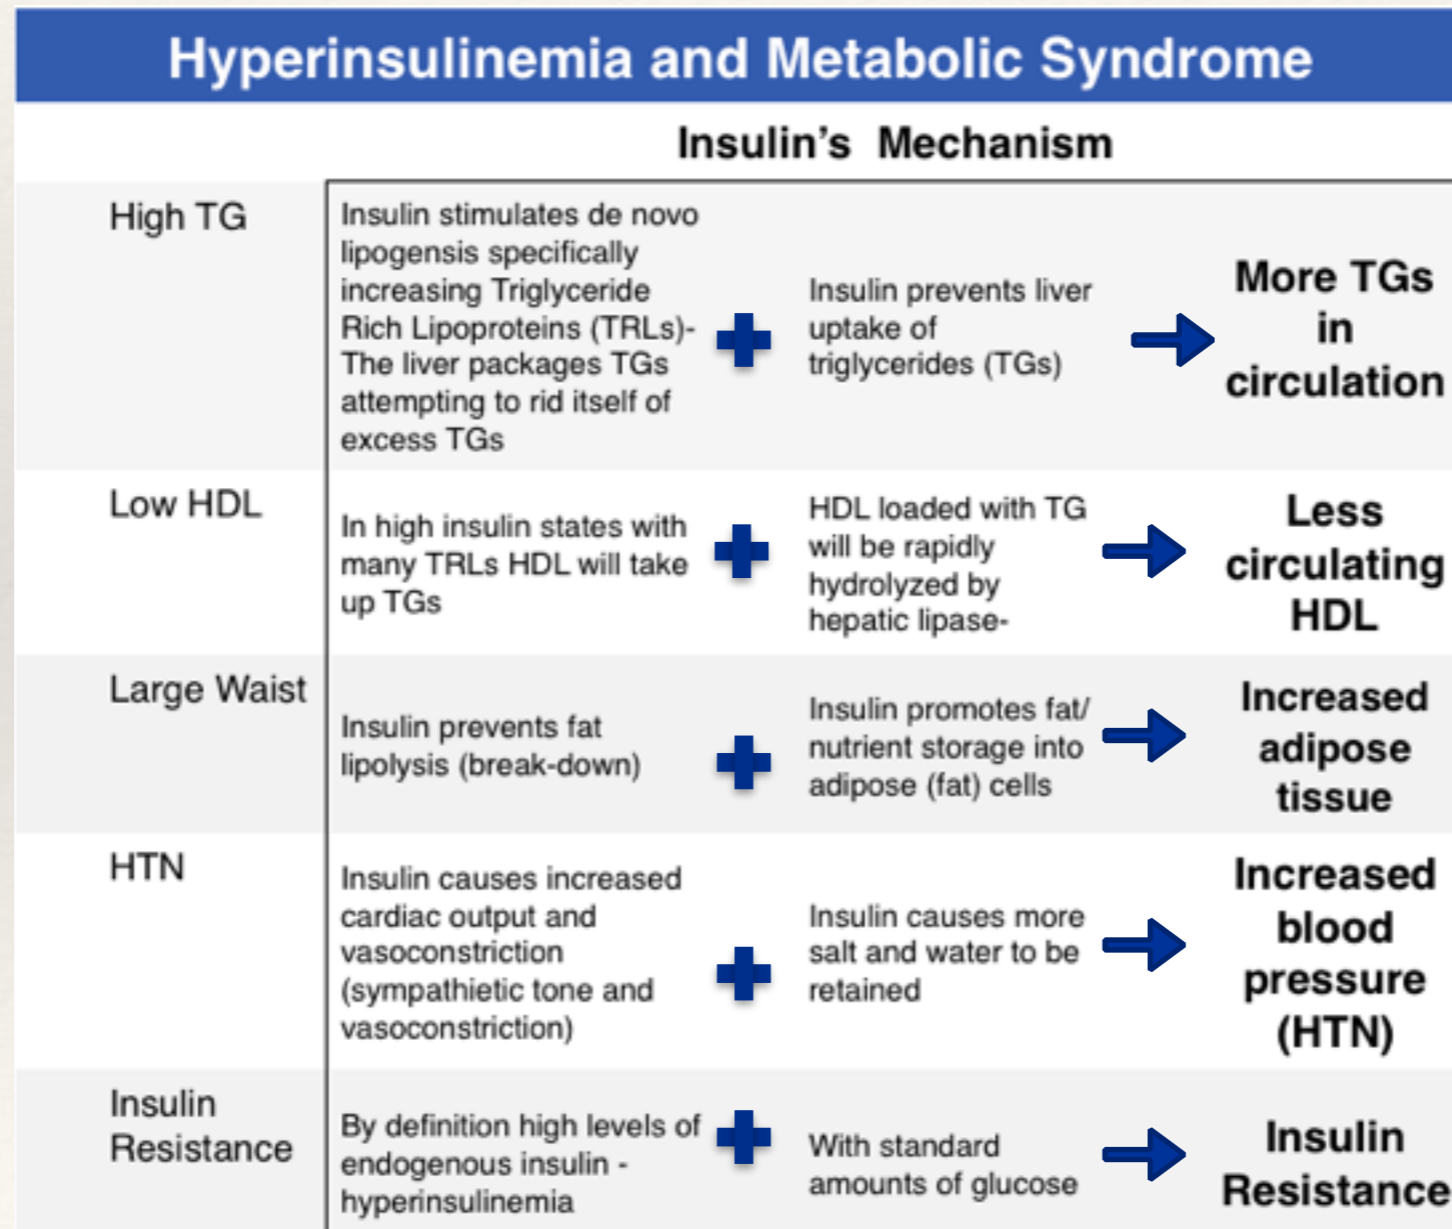 Hyperinsulinemia and Metabolic Syndrome
Insulin's Mechanism
High TG
Insulin stimulates de novo
lipogensis specifically
increasing Triglyceride
Rich Lipoproteins (TRLs)-
The liver packages TGs
attempting to rid itself of
excess TGs
Insulin prevents liver
uptake of
triglycerides (TGs)
More TGs
in
circulation
Low HDL
In high insulin states with
many TRLs HDL will take
up TGs
HDL loaded with TG
will be rapidly
hydrolyzed by
hepatic lipase-
Less
circulating
HDL
Large Waist
Insulin prevents fat
lipolysis (break-down)
Insulin promotes fat/
nutrient storage into
adipose (fat) cells
Increased
adipose
tissue
HTN
Insulin causes increased
cardiac output and
vasoconstriction
(sympathietic tone and
vasoconstriction)
Insulin causes more
salt and water to be
retained
Increased
blood
pressure
(HTN)
Insulin
Resistance
By definition high levels of
endogenous insulin -
hyperinsulinemia
With standard
amounts of glucose
Insulin
Resistance